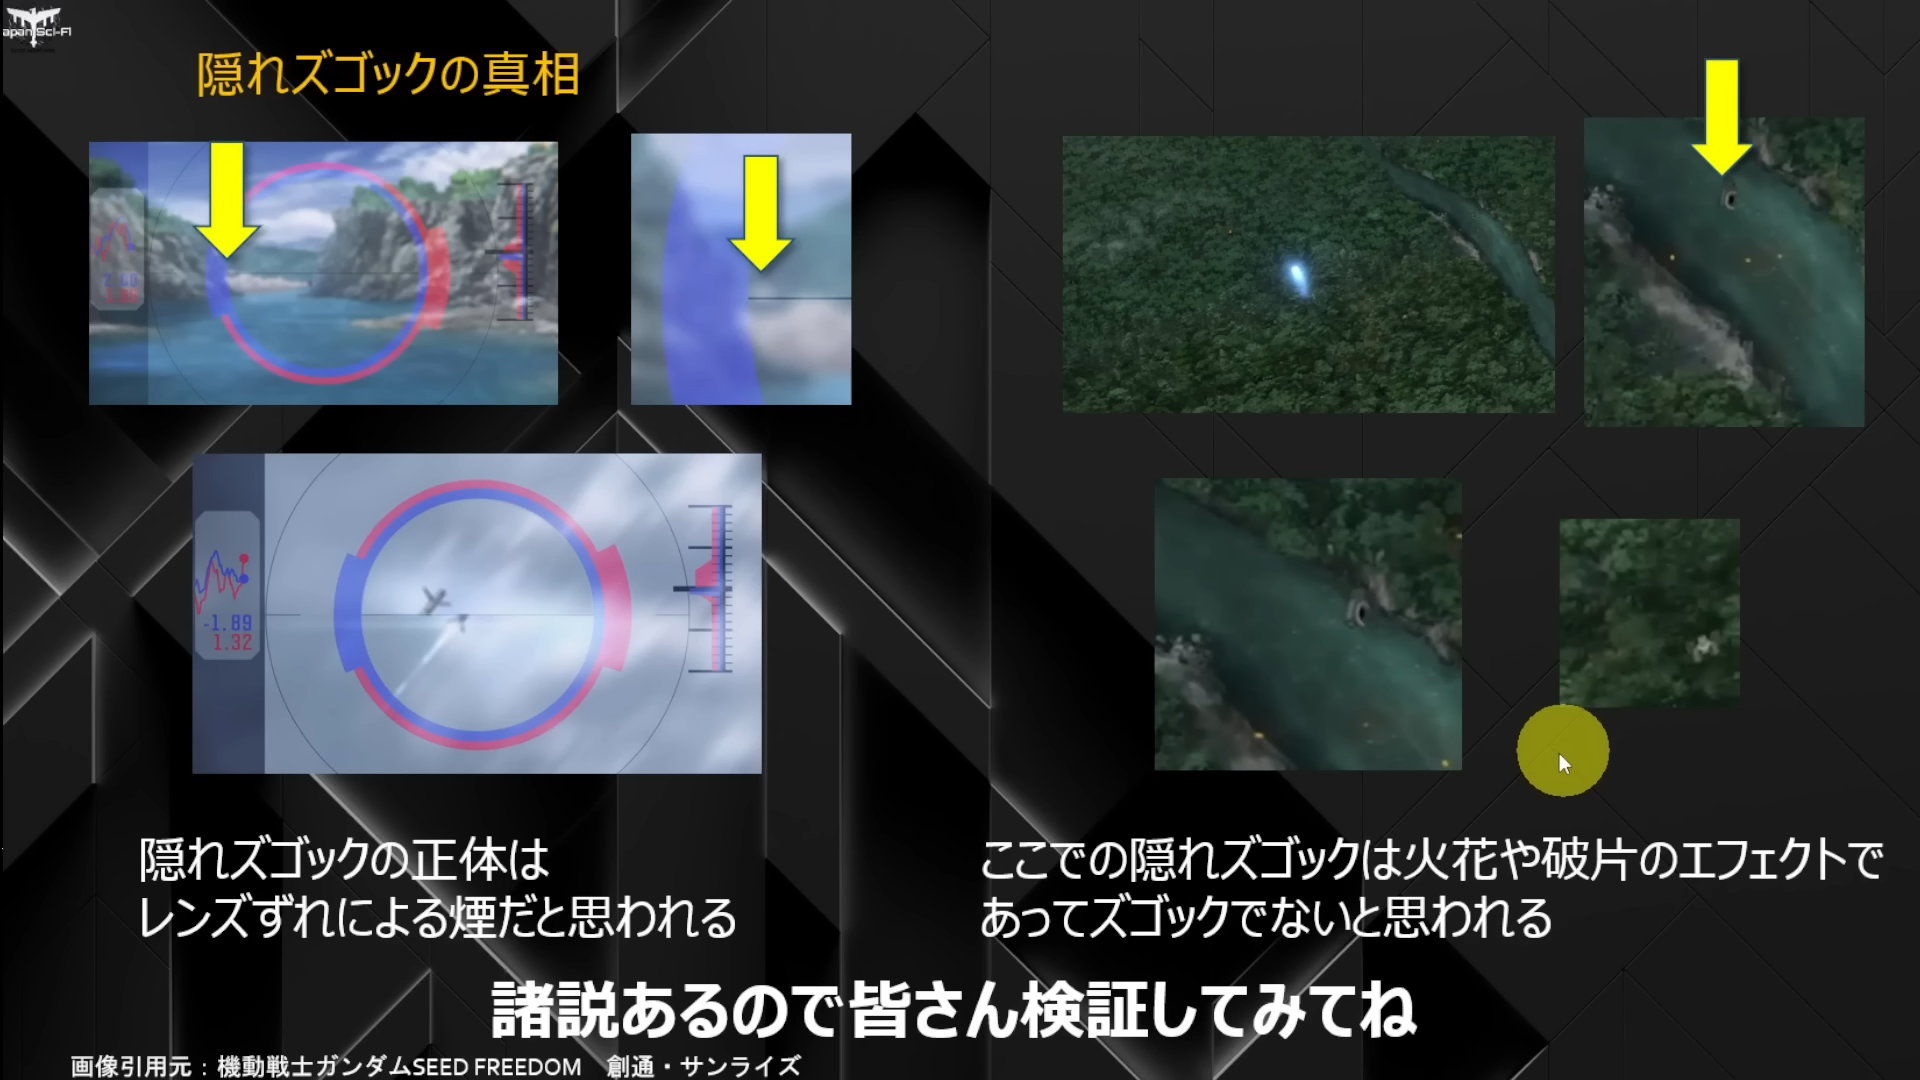 apan Sci-Fi
隠れズゴックの真相
-1.89
1.32
隠れズゴックの正体は
レンズずれによる煙だと思われる
ここでの隠れズゴックは火花や破片のエフェクトで
あってズゴックでないと思われる
諸説あるので皆さん検証してみてね
画像引用元：機動戦士ガンダムSEED FREEDOM　創通・サンライズ